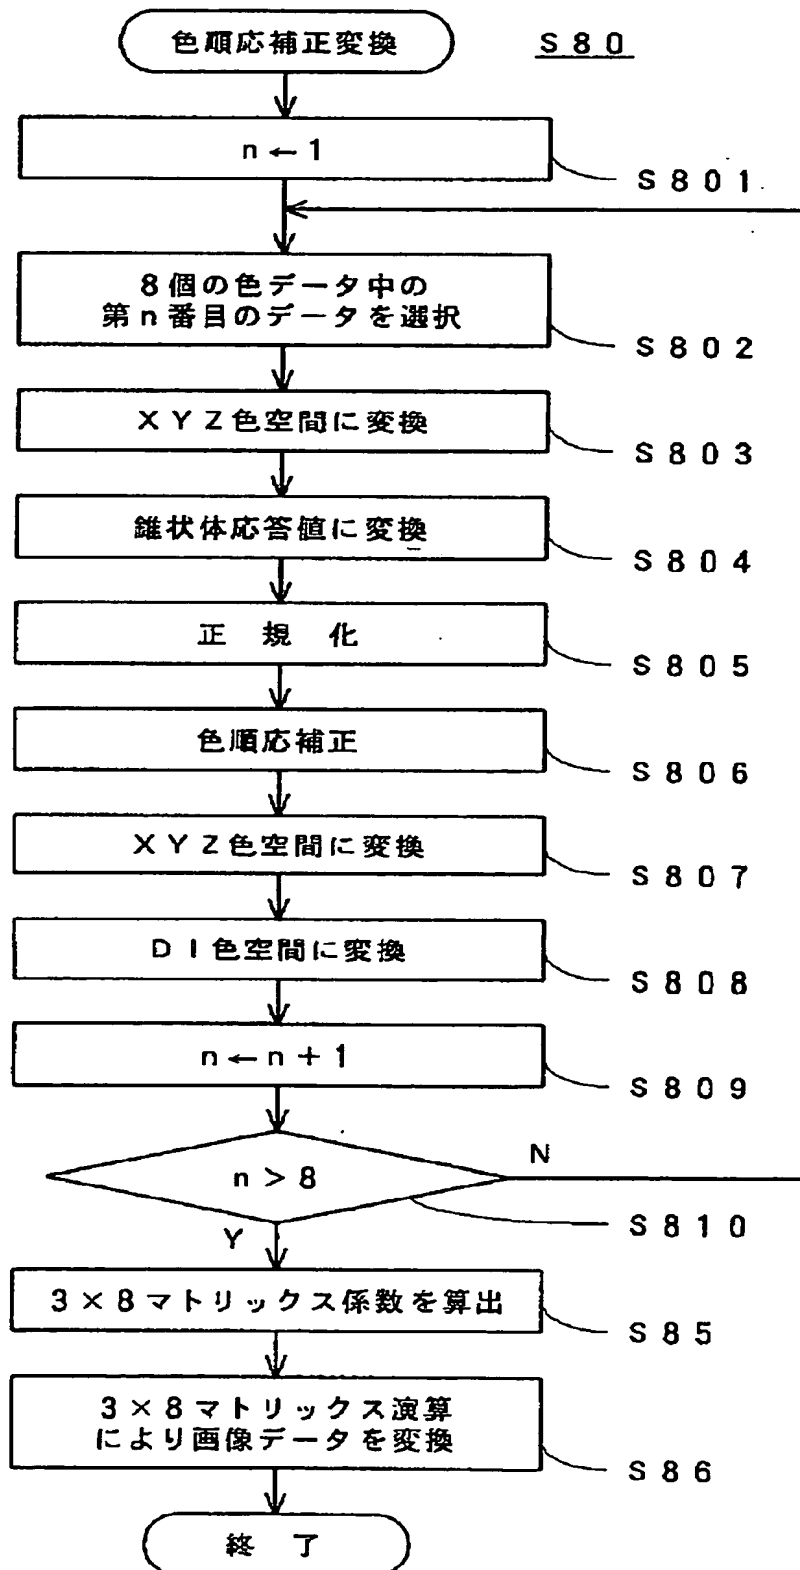 色順応補正変換
S80
n←1
S801
8個の色データ中の
第n番目のデータを選択
S802
XYZ色空間に変換
S803
錐状体応答値に変換
S804
正規化
S805
色順応補正
S806
XYZ色空間に変換
S807
DI色空間に変換
S808
n←n+1
S809
n>8
N
S810
Y
3×8マトリックス係数を算出
S85
3×8マトリックス演算
により画像データを変換
S86
終了